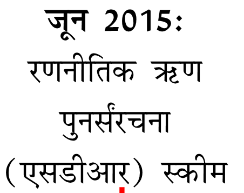 जून 2015:
रणनीतिक ऋण
पुनर्संरचना
(एसडीआर) स्कीम